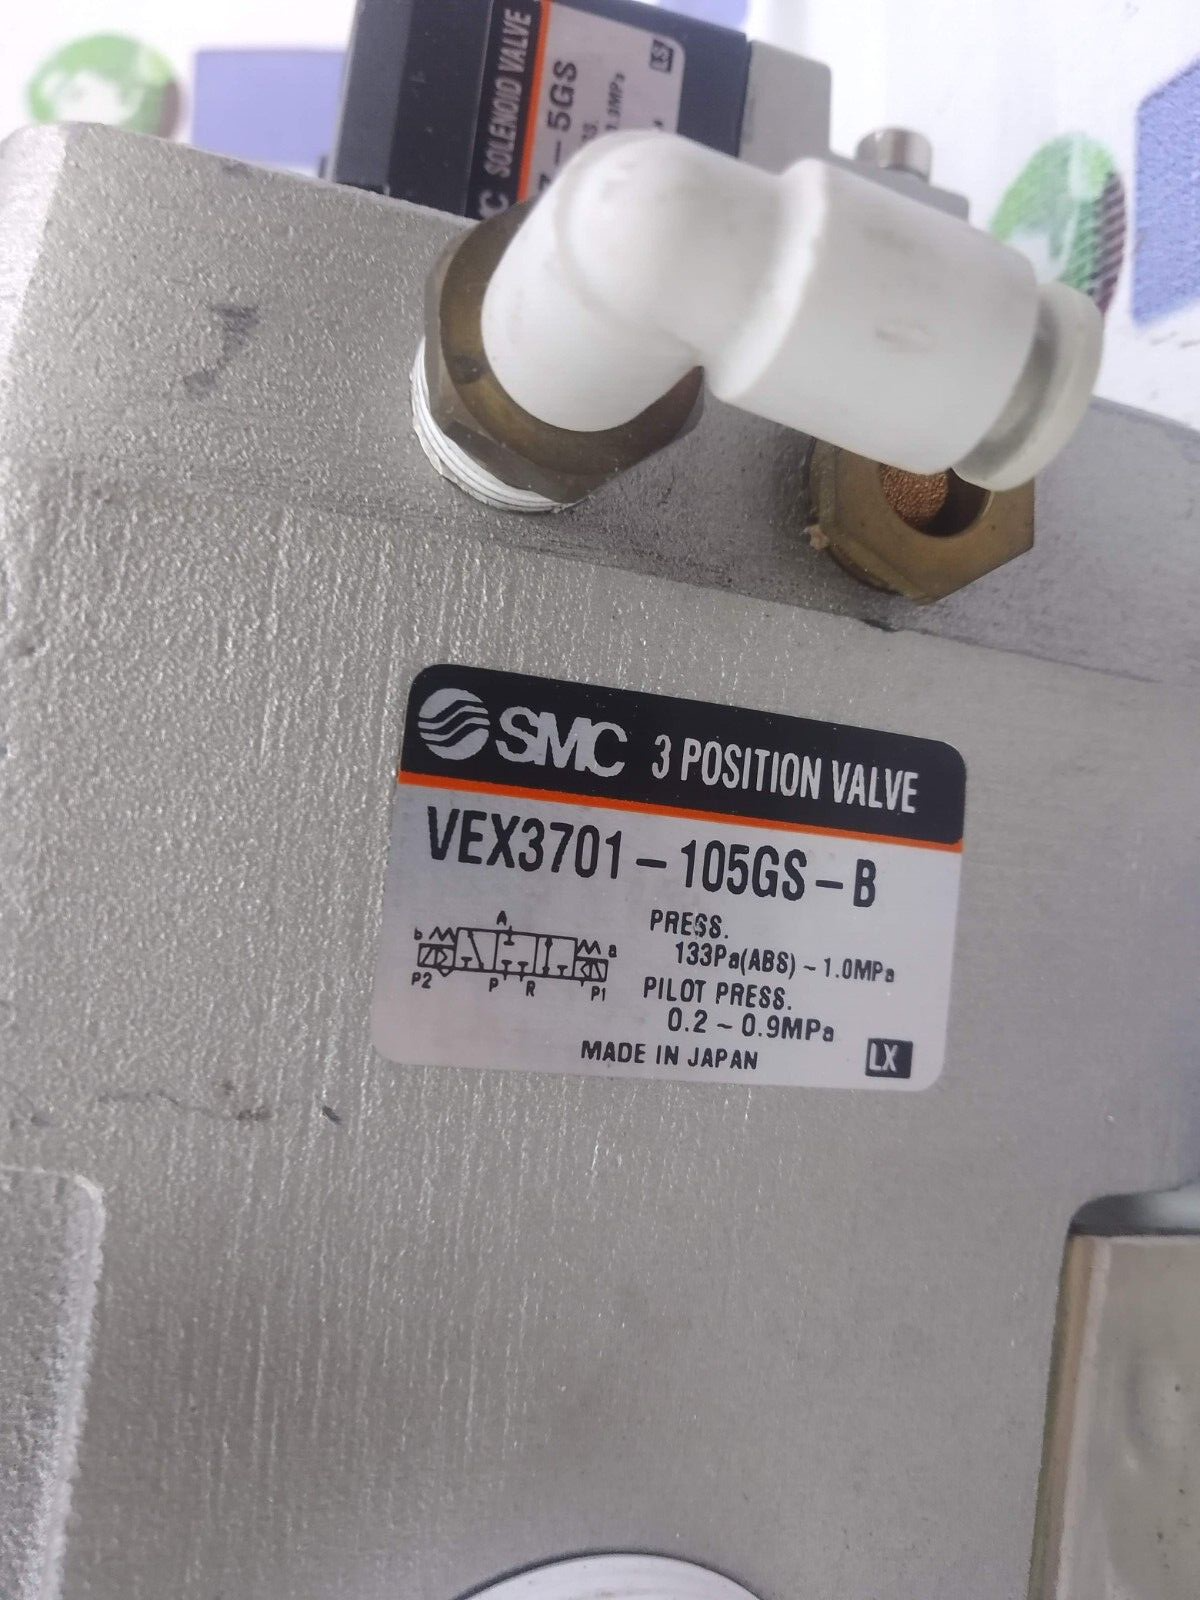 SOLENOID VALVE
-5GS
SMC 3 POSITION VALVE
VEX3701-105GS-B
PRESS.
133Pa(ABS)~1.0MPa
PILOT PRESS.
0.2~0.9MPa
MADE IN JAPAN
LX
A
b a
P2 P R P1